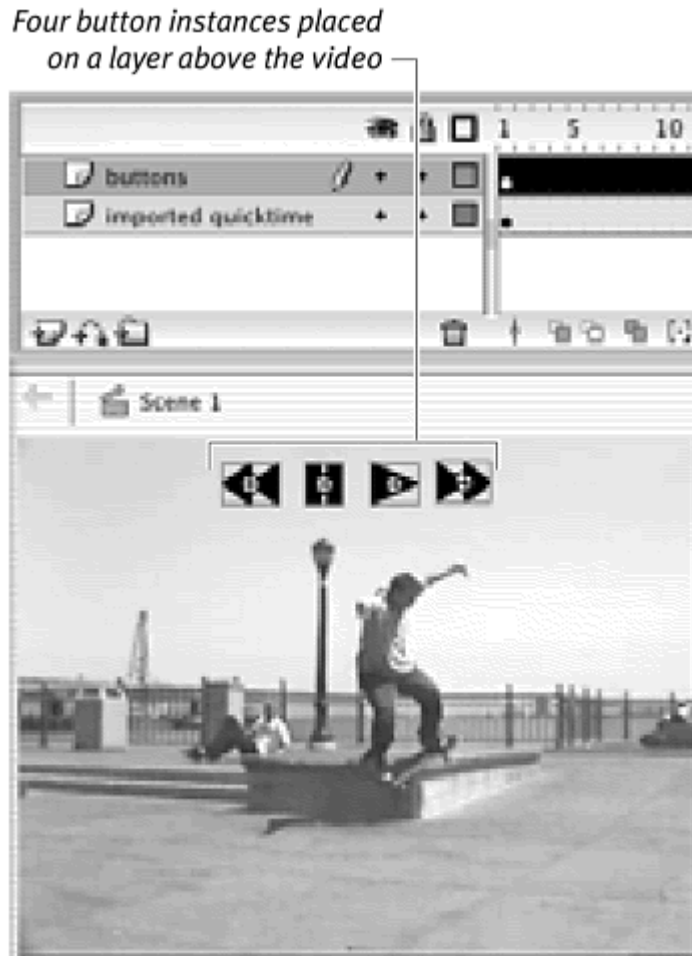 Four button instances placed
on a layer above the video
1 5 10
buttons
imported quicktime
Scene 1